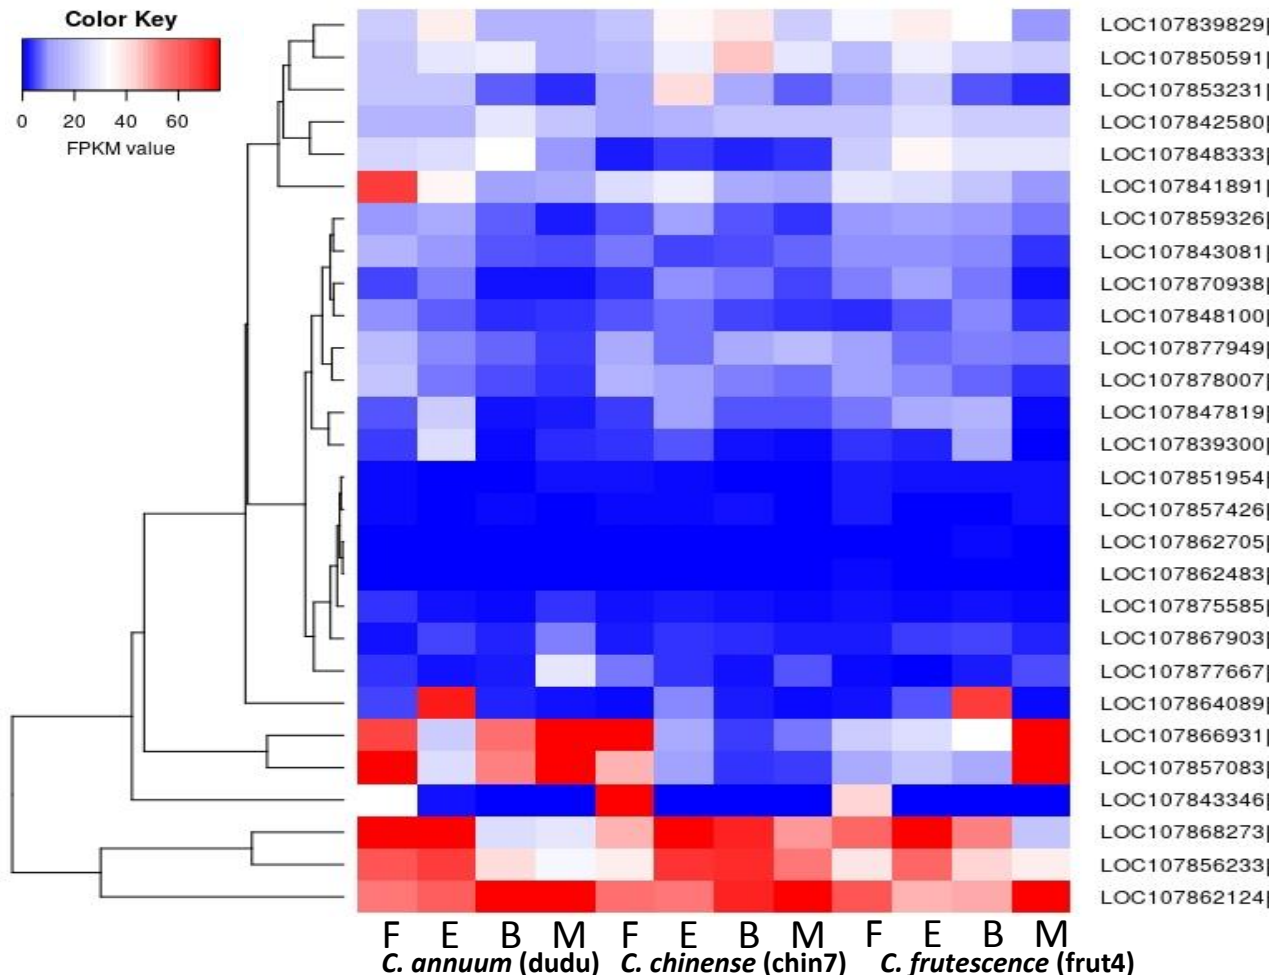 Color Key
0 20 40 60
FPKM value
LOC107839829|
LOC107850591|
LOC107853231|
LOC107842580|
LOC107848333|
LOC107841891|
LOC107859326|
LOC107843081|
LOC107870938|
LOC107848100|
LOC107877949|
LOC107878007|
LOC107847819|
LOC107839300|
LOC107851954|
LOC107857426|
LOC107862705|
LOC107862483|
LOC107875585|
LOC107867903|
LOC107877667|
LOC107864089|
LOC107866931|
LOC107857083|
LOC107843346|
LOC107868273|
LOC107856233|
LOC107862124|
F E B M F E B M F E B M
C. annuum (dudu) C. chinense (chin7) C. frutescence (frut4)